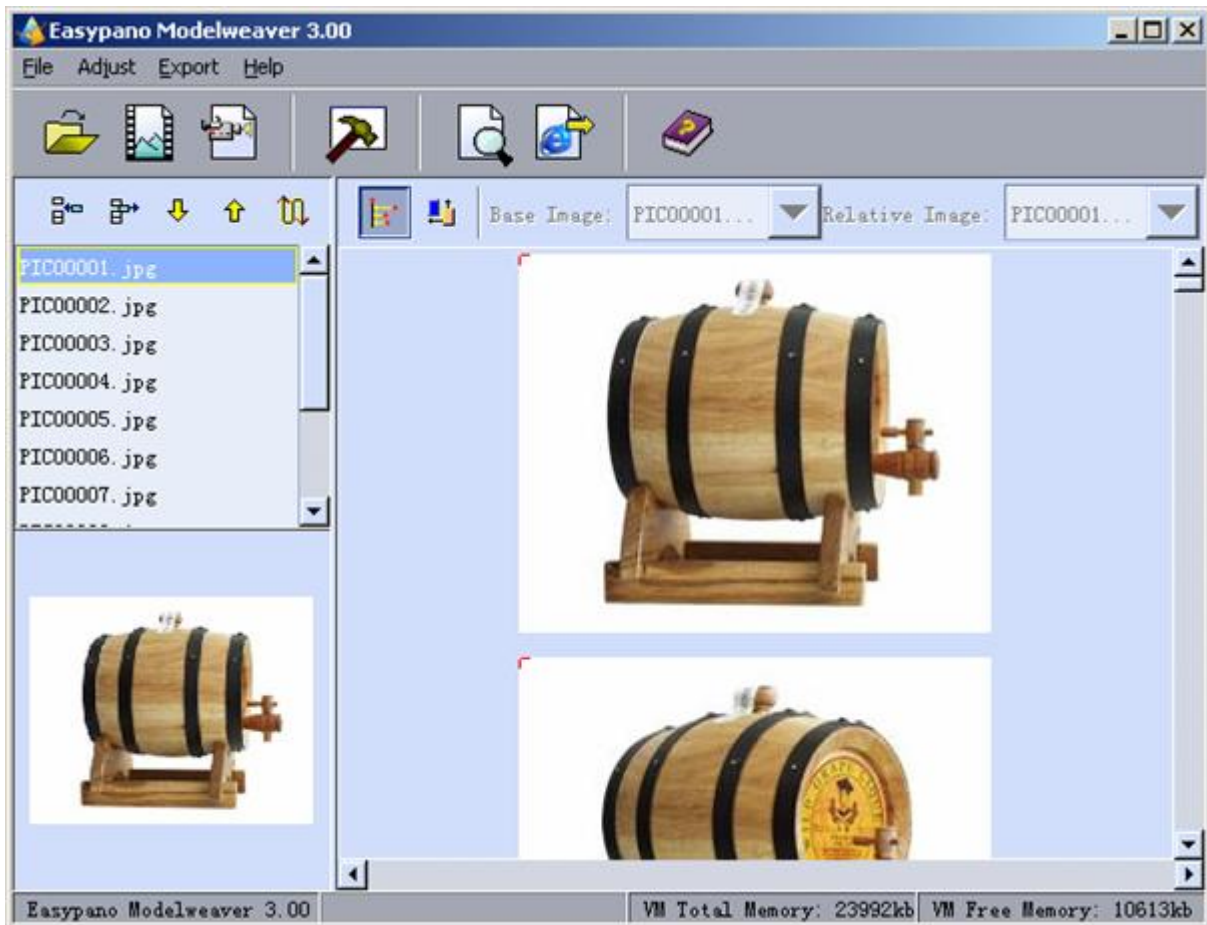 Easypano Modelweaver 3.00
File Adjust Export Help
Base Image: PIC00001... Relative Image: PIC00001...
PIC00001.jpg
PIC00002.jpg
PIC00003.jpg
PIC00004.jpg
PIC00005.jpg
PIC00006.jpg
PIC00007.jpg
GRAPE
Easypano Modelweaver 3.00 VM Total Memory: 23992kb VM Free Memory: 10613kb